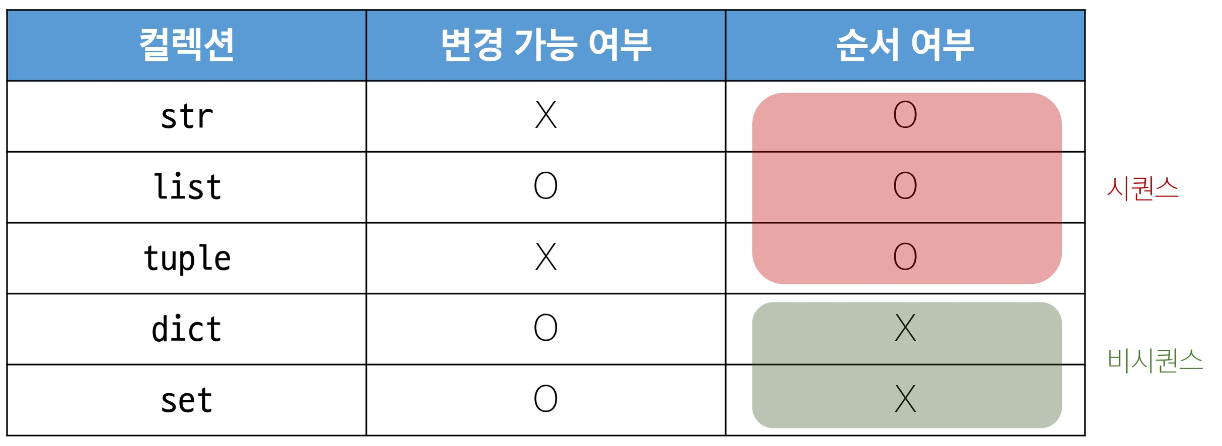 컬렉션 변경 가능 여부 순서 여부
str X O
list O O
시퀀스
tuple X O
dict O X
비시퀀스
set O X